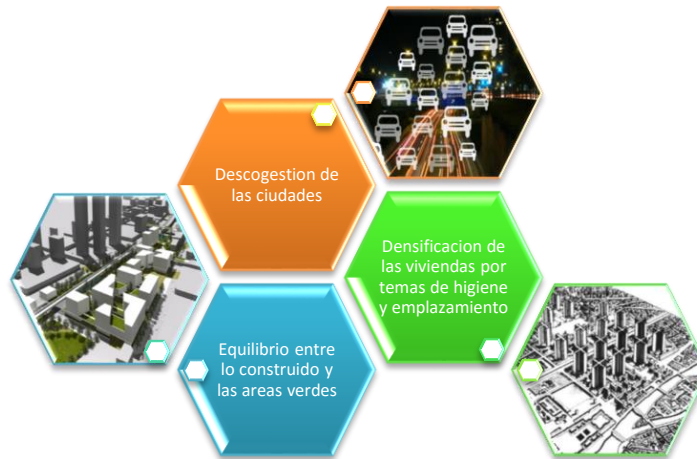 Descogestion de
las ciudades
Densificacion de
las viviendas por
temas de higiene
y emplazamiento
Equilibrio entre
lo construido y
las areas verdes